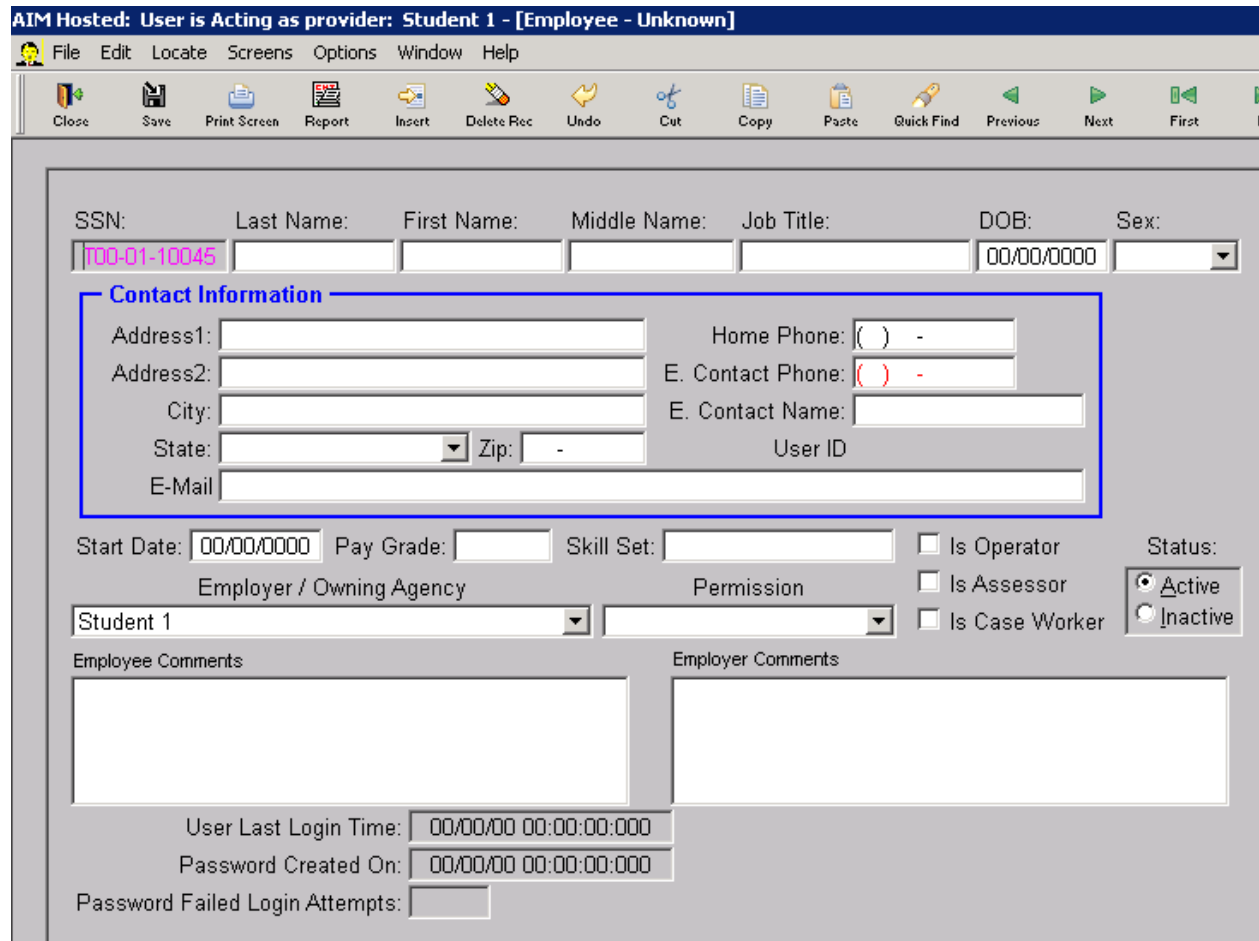 AIM Hosted: User is Acting as provider: Student 1 - [Employee - Unknown]
File Edit Locate Screens Options Window Help
Close Save Print Screen Report Insert Delete Rec Undo Cut Copy Paste Quick Find Previous Next First
SSN: Last Name: First Name: Middle Name: Job Title: DOB: Sex:
T00-01-10045 00/00/0000
Contact Information
Address1: Home Phone: ( ) -
Address2: E. Contact Phone: ( ) -
City: E. Contact Name:
State: Zip: - User ID
E-Mail
Start Date: 00/00/0000 Pay Grade: Skill Set: Is Operator Status:
Employer / Owning Agency Permission Is Assessor Active
Student 1 Is Case Worker Inactive
Employee Comments Employer Comments
User Last Login Time: 00/00/00 00:00:00:000
Password Created On: 00/00/00 00:00:00:000
Password Failed Login Attempts: